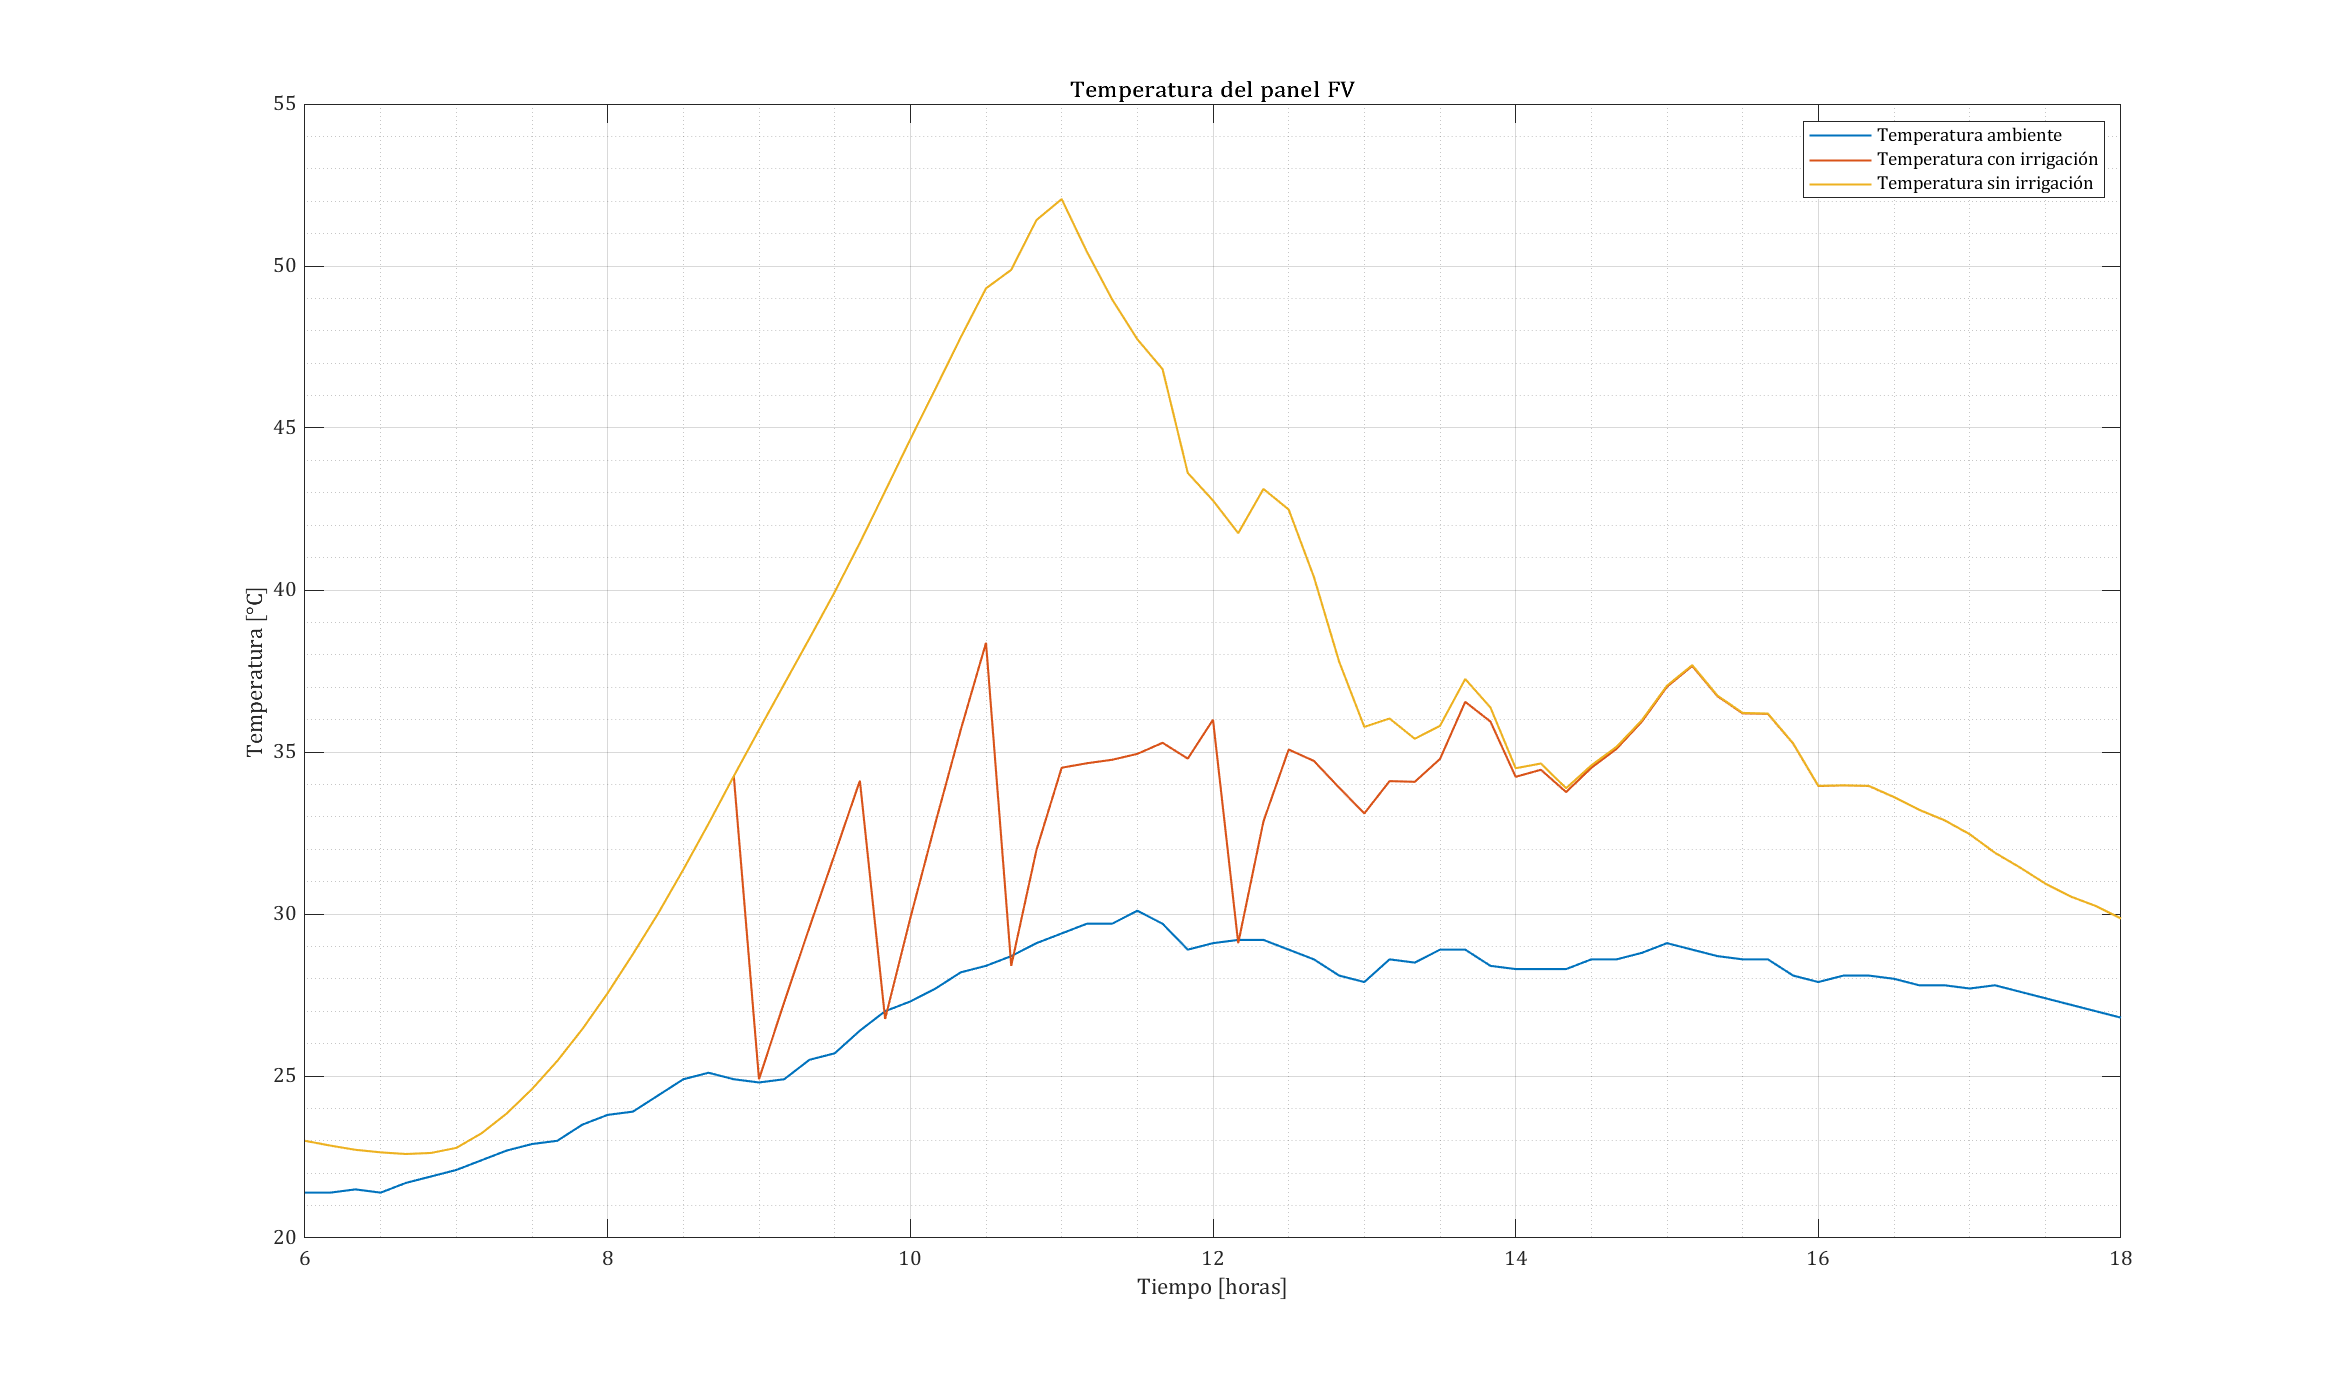 Temperatura del panel FV
55
50
45
40
35
30
25
20
Temperatura [°C]
Temperatura ambiente
Temperatura con irrigación
Temperatura sin irrigación
6 8 10 12 14 16 18
Tiempo [horas]